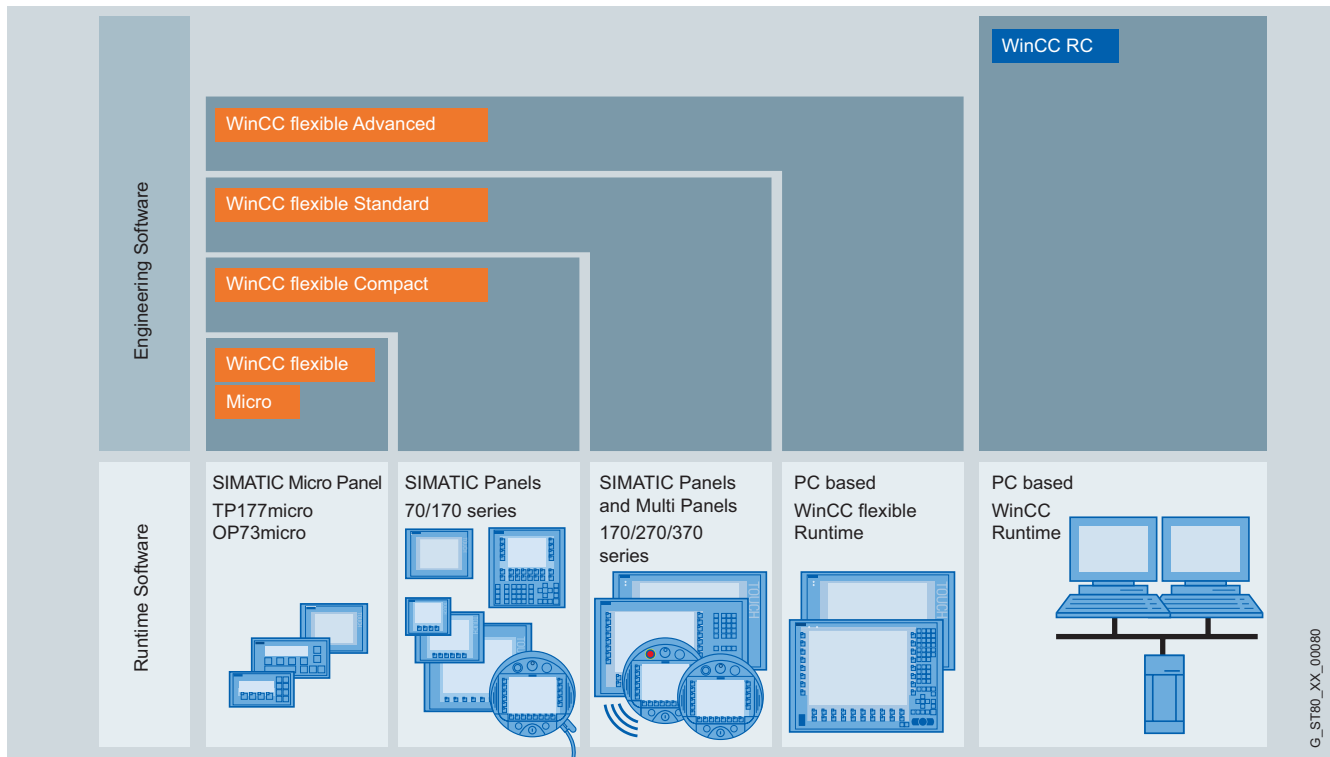 Engineering Software
WinCC RC
WinCC flexible Advanced
WinCC flexible Standard
WinCC flexible Compact
WinCC flexible
Micro
Runtime Software
SIMATIC Micro Panel
TP177micro
OP73micro
SIMATIC Panels
70/170 series
SIMATIC Panels
and Multi Panels
170/270/370
series
PC based
WinCC flexible
Runtime
PC based
WinCC
Runtime
TOUCH
TOUCH
G_ST80_XX_00080